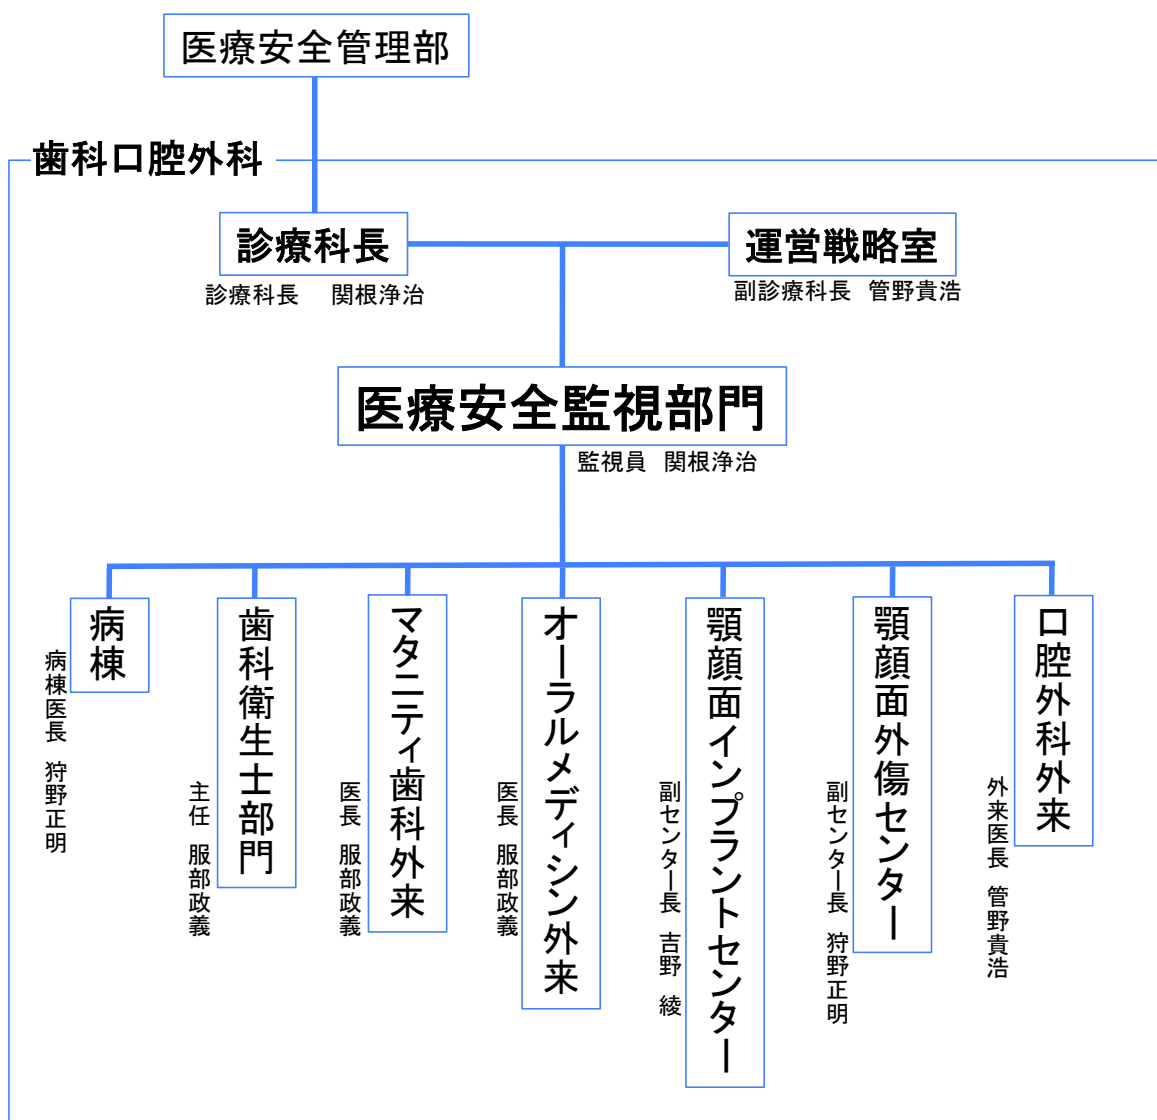 医療安全管理部
歯科口腔外科
診療科長
診療科長 関根浄治
運営戦略室
副診療科長 管野貴浩
医療安全監視部門
監視員 関根浄治
病棟
病棟医長 狩野正明
歯科衛生士部門
主任 服部政義
マタニティ歯科外来
医長 服部政義
オーラルメディシン外来
医長 服部政義
顎顔面インプラントセンター
副センター長 吉野 綾
顎顔面外傷センター
副センター長 狩野正明
口腔外科外来
外来医長 管野貴浩